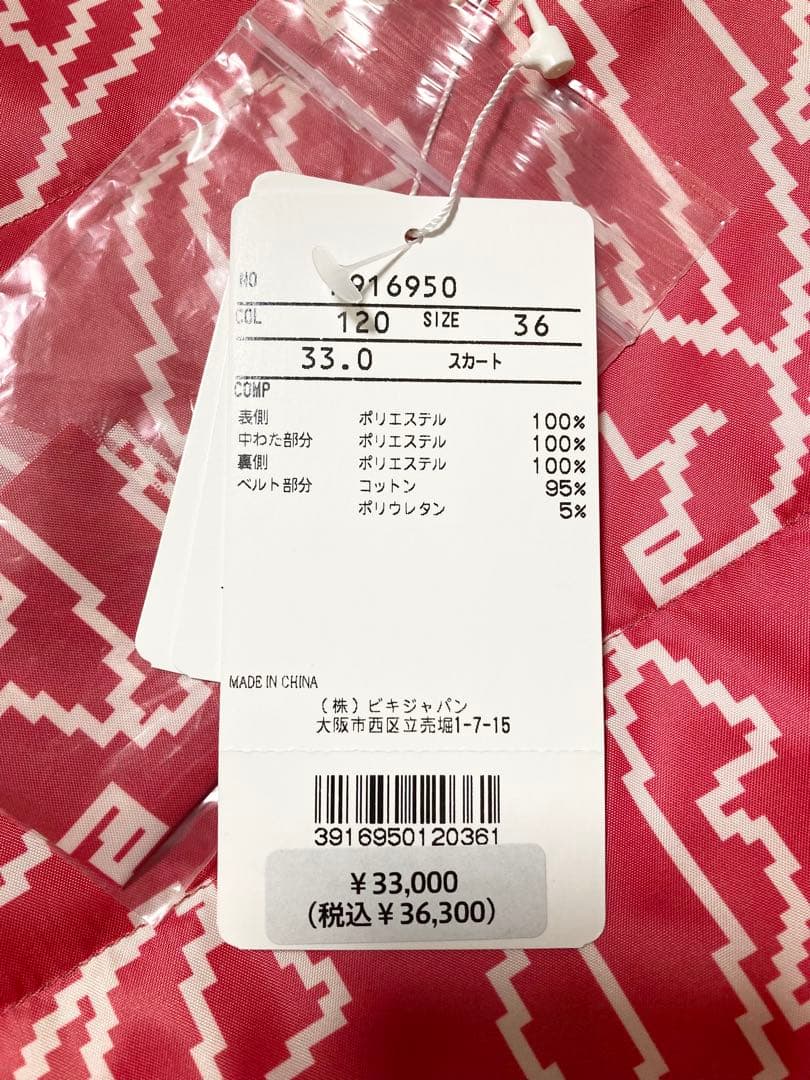 NO 916950
COL 120 SIZE 36
33.0 スカート
COMP
表側 ポリエステル 100%
中わた部分 ポリエステル 100%
裏側 ポリエステル 100%
ベルト部分 コットン 95%
ポリウレタン 5%
MADE IN CHINA
(株)ビキジャパン
大阪市西区立売堀1-7-15
3916950120361
¥33,000
(税込¥36,300)